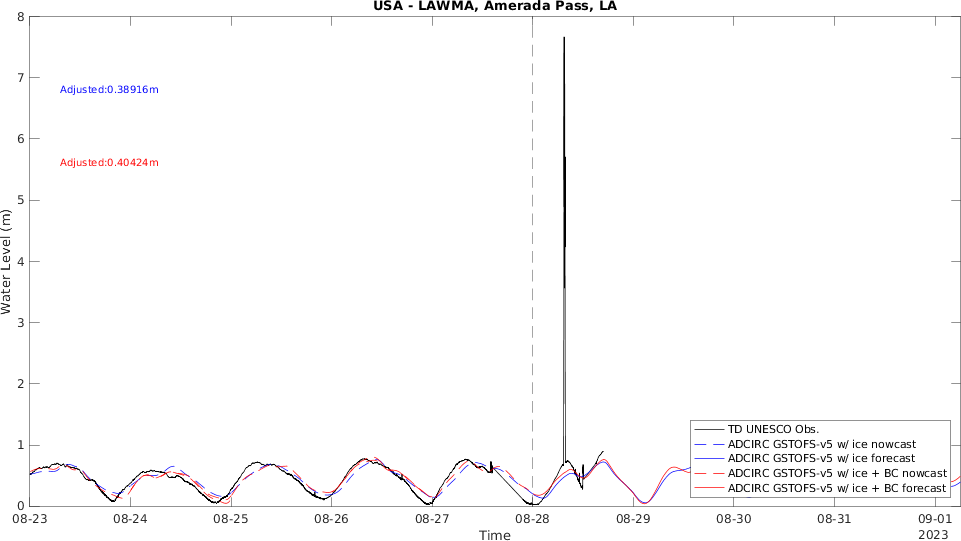 USA - LAWMA, Amerada Pass, LA
8
7
6
5
4
3
2
1
0
Water Level (m)
Adjusted:0.38916m
Adjusted:0.40424m
TD UNESCO Obs.
ADCIRC GSTOFS-v5 w/ ice nowcast
ADCIRC GSTOFS-v5 w/ ice forecast
ADCIRC GSTOFS-v5 w/ ice + BC nowcast
ADCIRC GSTOFS-v5 w/ ice + BC forecast
08-23 08-24 08-25 08-26 08-27 08-28 08-29 08-30 08-31 09-01
Time
2023